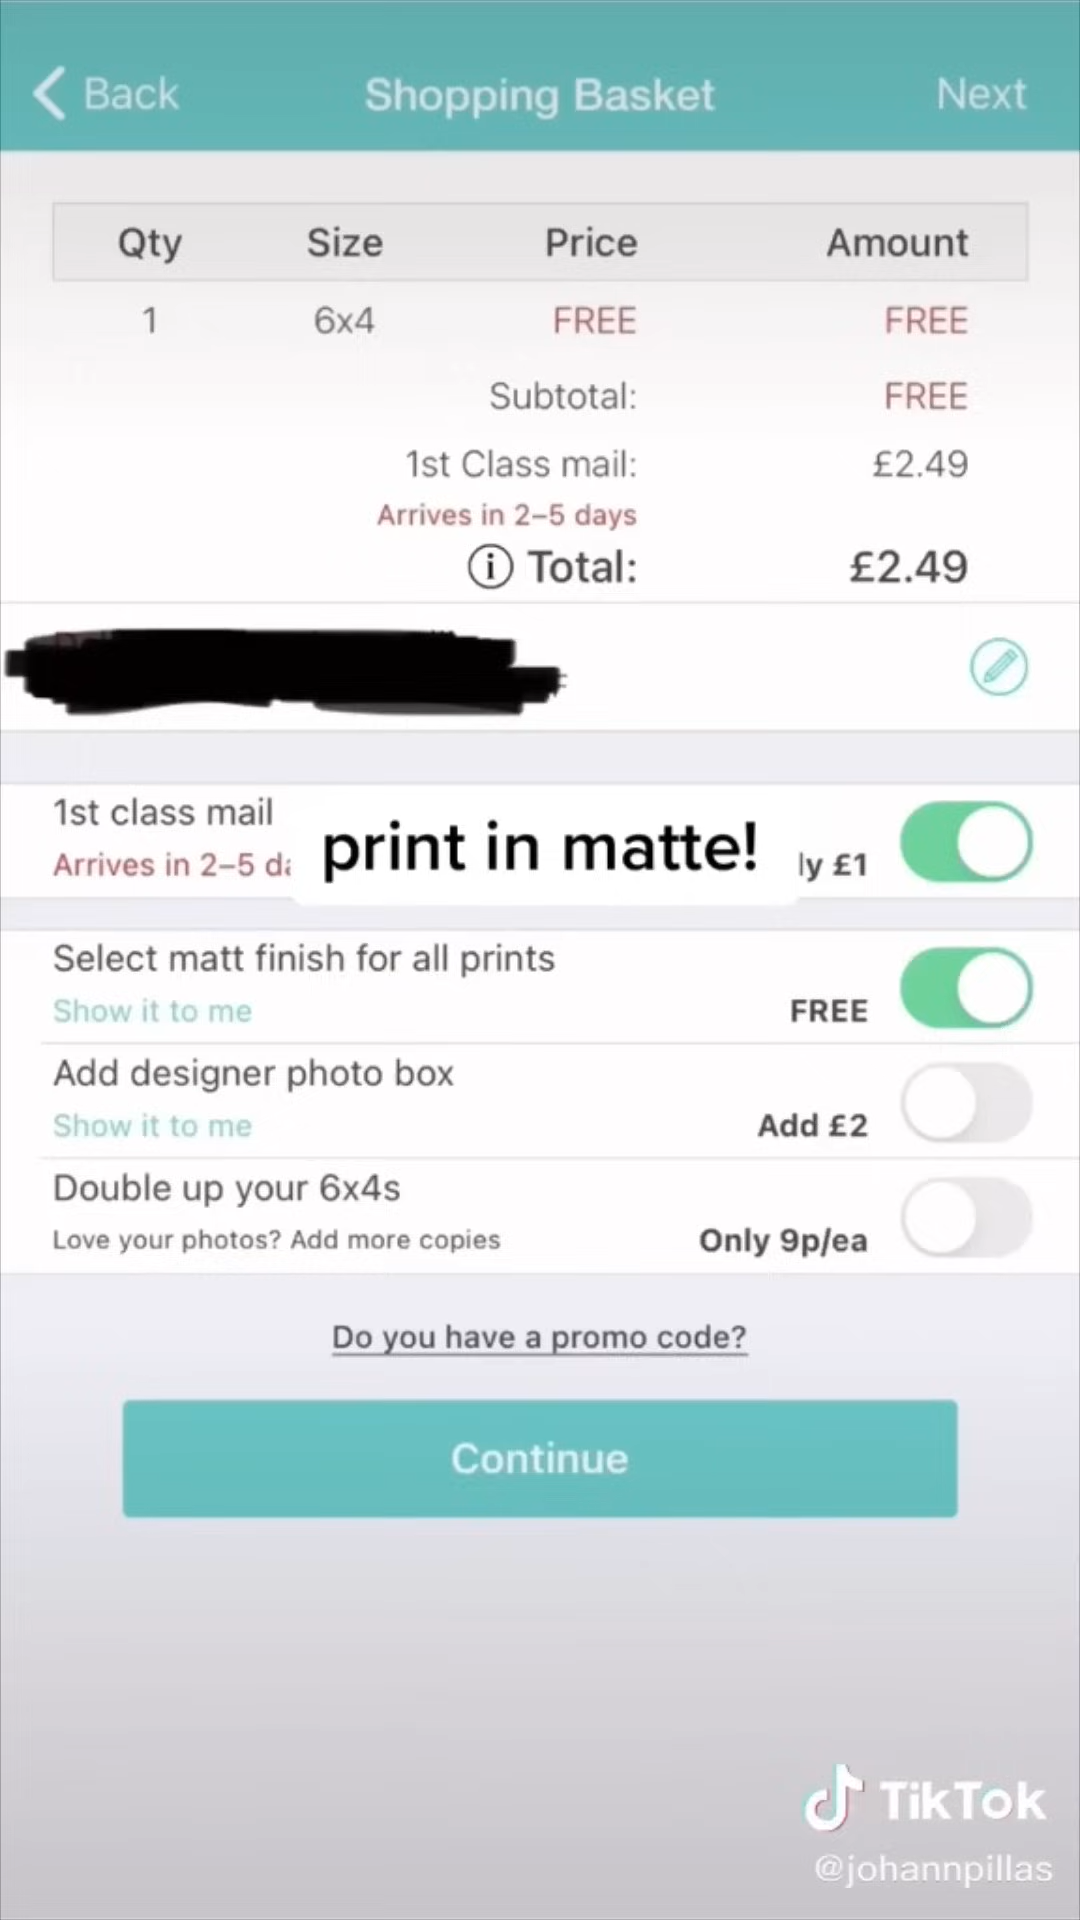 Back
Shopping Basket
Next
Qty Size Price Amount
1 6x4 FREE FREE
Subtotal: FREE
1st Class mail: £2.49
Arrives in 2–5 days
Total: £2.49
1st class mail
Arrives in 2–5
print in matte!
£1
Select matt finish for all prints
Show it to me FREE
Add designer photo box
Show it to me Add £2
Double up your 6x4s
Love your photos? Add more copies Only 9p/ea
Do you have a promo code?
Continue
TikTok
@johannpillas